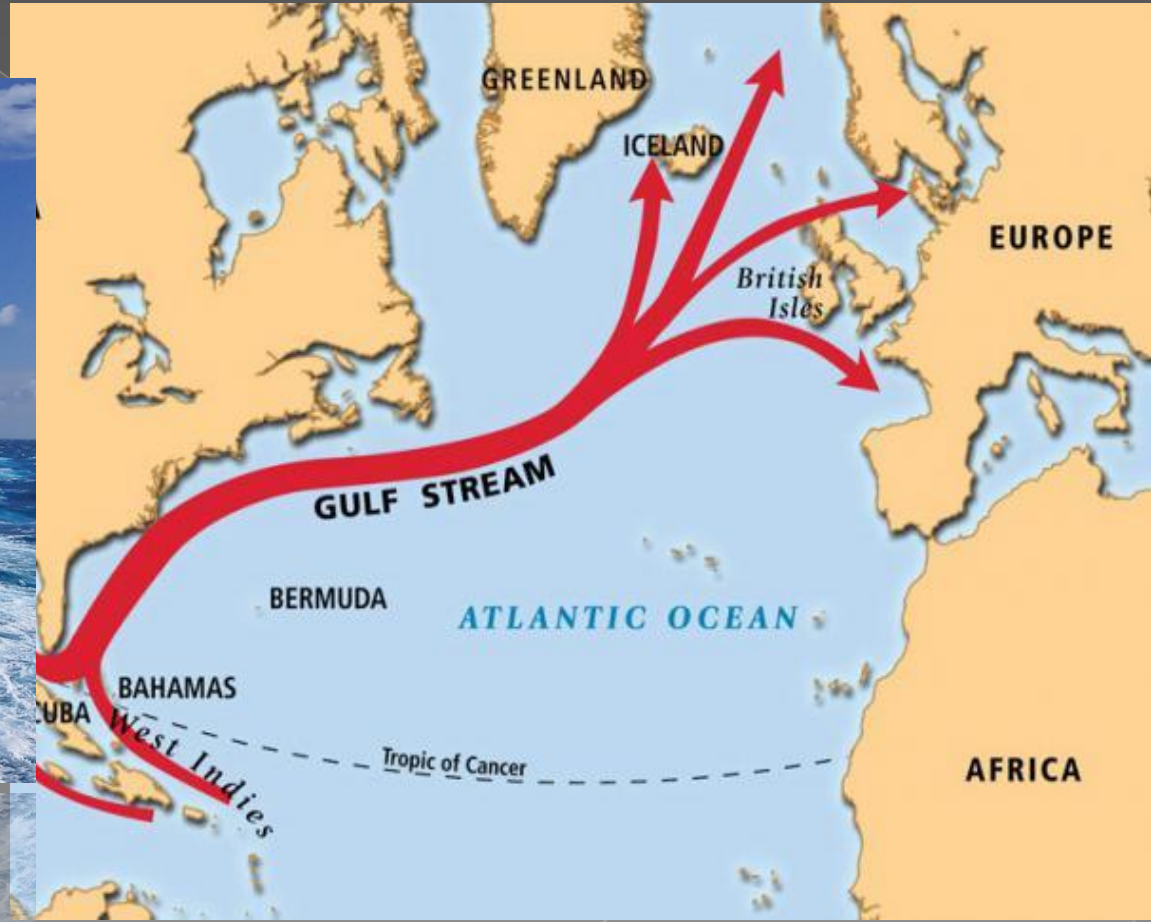 GREENLAND
ICELAND
EUROPE
British
Isles
GULF STREAM
BERMUDA
ATLANTIC OCEAN
BAHAMAS
UBA
West Indies
Tropic of Cancer
AFRICA